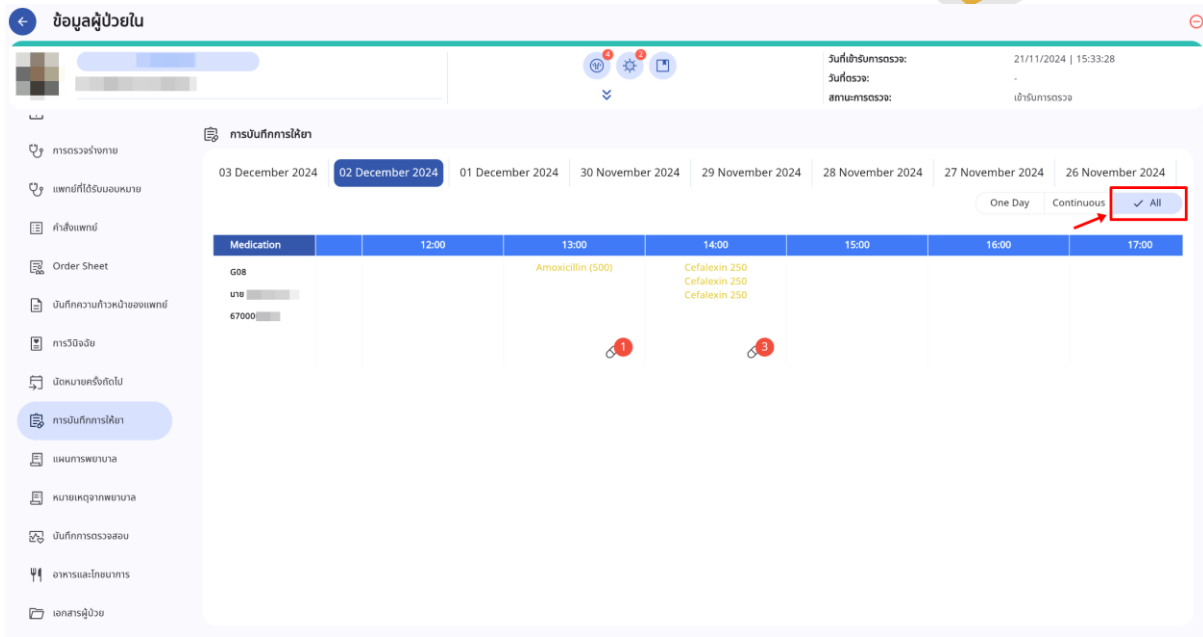 ข้อมูลผู้ป่วยใน
4
2
วันที่เข้ารับการตรวจ: 21/11/2024 | 15:33:28
วันที่ตรวจ: -
สถานะการตรวจ: เข้ารับการตรวจ
การตรวจร่างกาย
แพทย์ที่ได้รับมอบหมาย
คำสั่งแพทย์
Order Sheet
บันทึกความก้าวหน้าของแพทย์
การวินิจฉัย
นัดหมายครั้งถัดไป
การบันทึกการให้ยา
แผนการพยาบาล
หมายเหตุจากพยาบาล
บันทึกการตรวจสอบ
อาหารและโภชนาการ
เอกสารผู้ป่วย
การบันทึกการให้ยา
03 December 2024 02 December 2024 01 December 2024 30 November 2024 29 November 2024 28 November 2024 27 November 2024 26 November 2024
One Day Continuous All
Medication 12:00 13:00 14:00 15:00 16:00 17:00
G08 Amoxicillin (500) Cefalexin 250
Cefalexin 250
นาย Cefalexin 250
67000
1 3